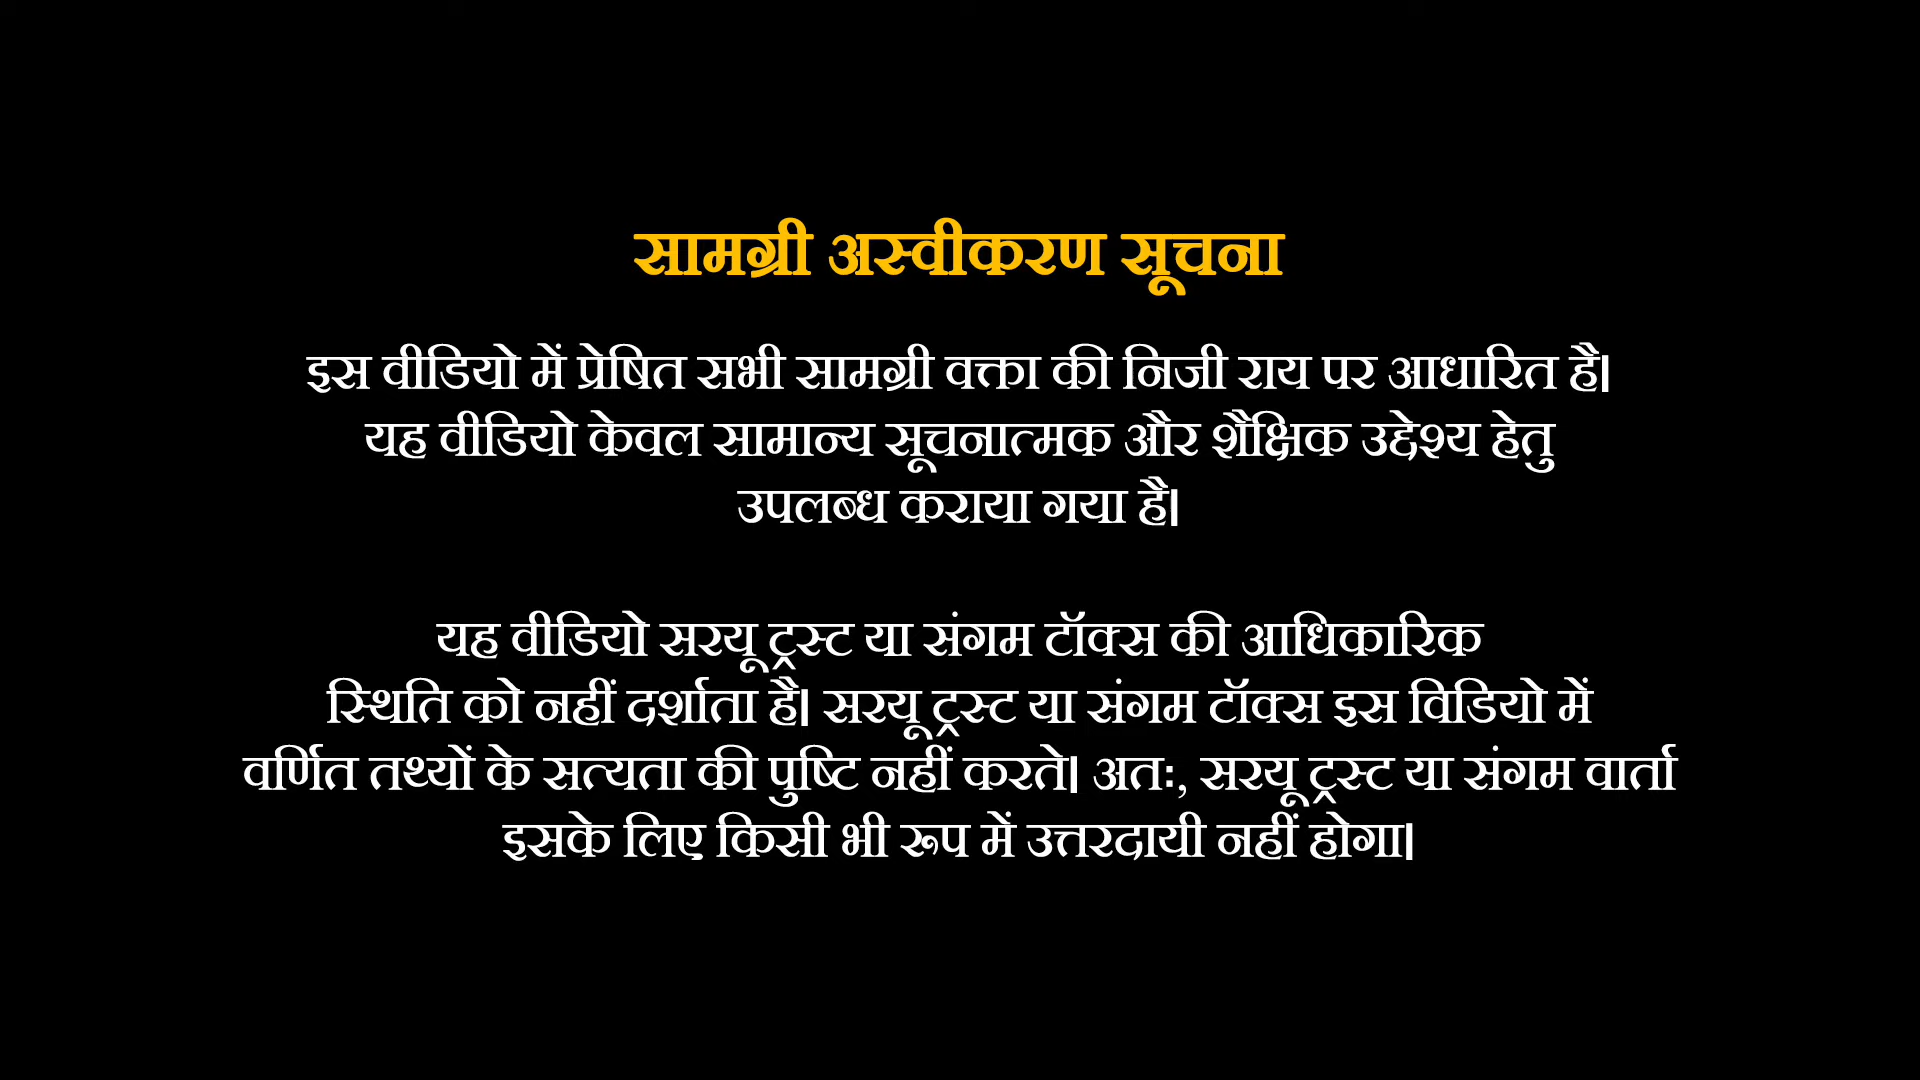 सामग्री अस्वीकरण सूचना
इस वीडियो में प्रेषित सभी सामग्री वक्ता की निजी राय पर आधारित है।
यह वीडियो केवल सामान्य सूचनात्मक और शैक्षिक उद्देश्य हेतु
उपलब्ध कराया गया है।
यह वीडियो सरयू ट्रस्ट या संगम टॉक्स की आधिकारिक
स्थिति को नहीं दर्शाता है। सरयू ट्रस्ट या संगम टॉक्स इस विडियो में
वर्णित तथ्यों के सत्यता की पुष्टि नहीं करते। अतः, सरयू ट्रस्ट या संगम वार्ता
इसके लिए किसी भी रूप में उत्तरदायी नहीं होगा।